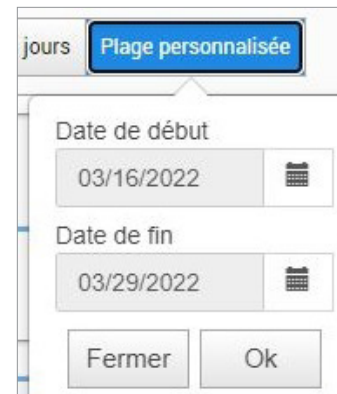 jours Plage personnalisée
Date de début
03/16/2022
Date de fin
03/29/2022
Fermer Ok